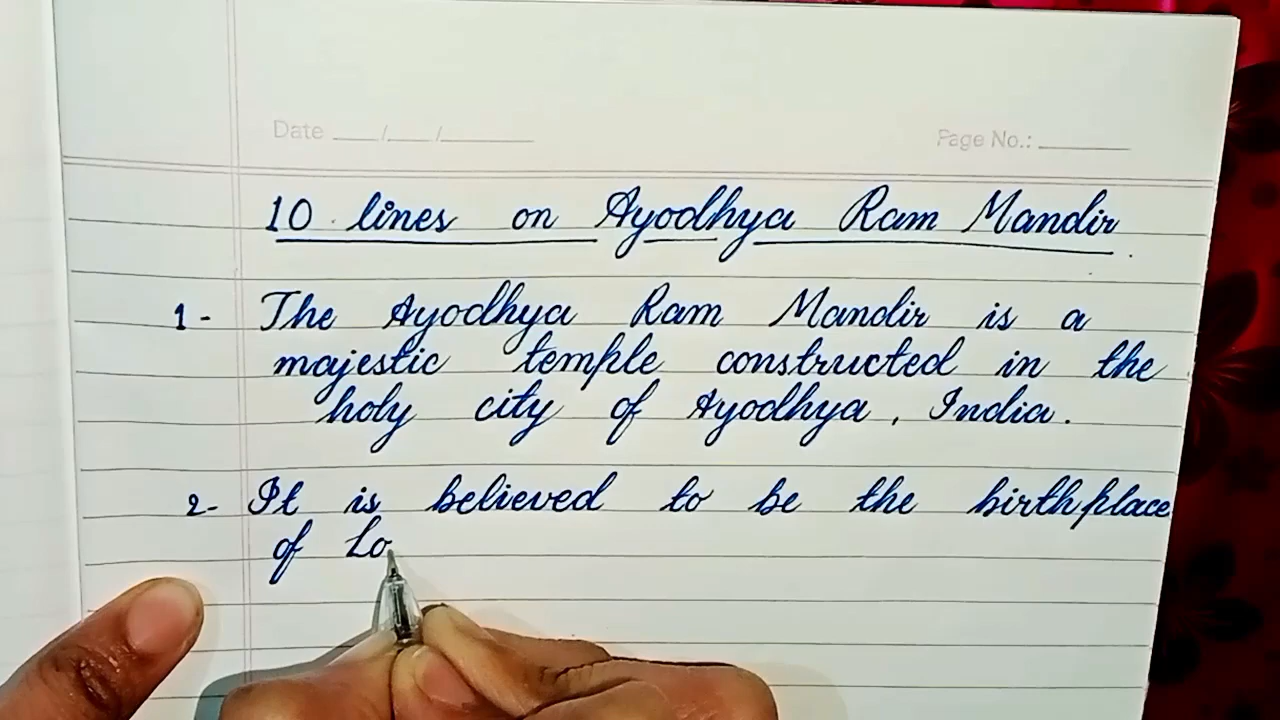 Date ___/___/______ Page No.: ______
10 lines on Ayodhya Ram Mandir
1- The Ayodhya Ram Mandir is a
majestic temple constructed in the
holy city of Ayodhya, India.
2- It is believed to be the birthplace
of Lo